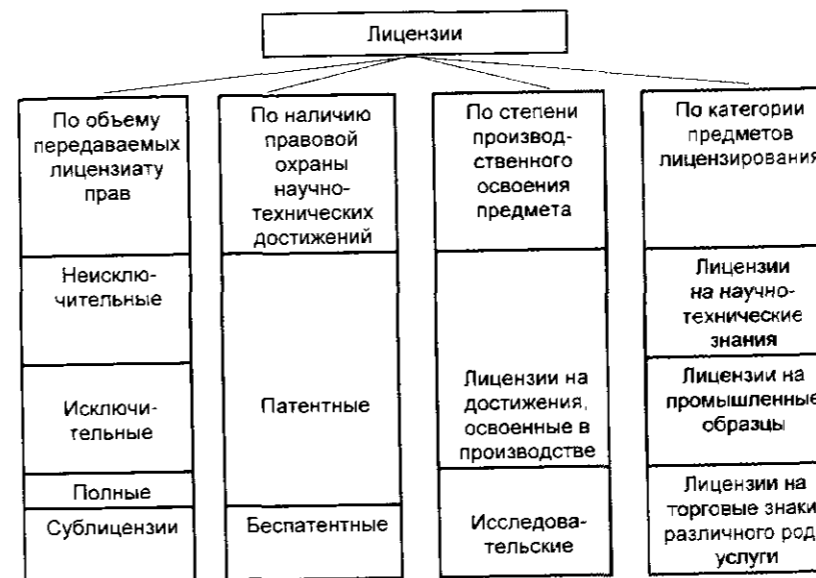 Лицензии
По объему
передаваемых
лицензиату
прав
Неисклю-
чительные
Исключи-
тельные
Полные
Сублицензии
По наличию
правовой
охраны
научно-
технических
достижений
Патентные
Беспатентные
По степени
производ-
ственного
освоения
предмета
Лицензии на
достижения,
освоенные в
производстве
Исследова-
тельские
По категории
предметов
лицензирования
Лицензии
на научно-
технические
знания
Лицензии на
промышленные
образцы
Лицензии на
торговые знаки
различного род
услуги